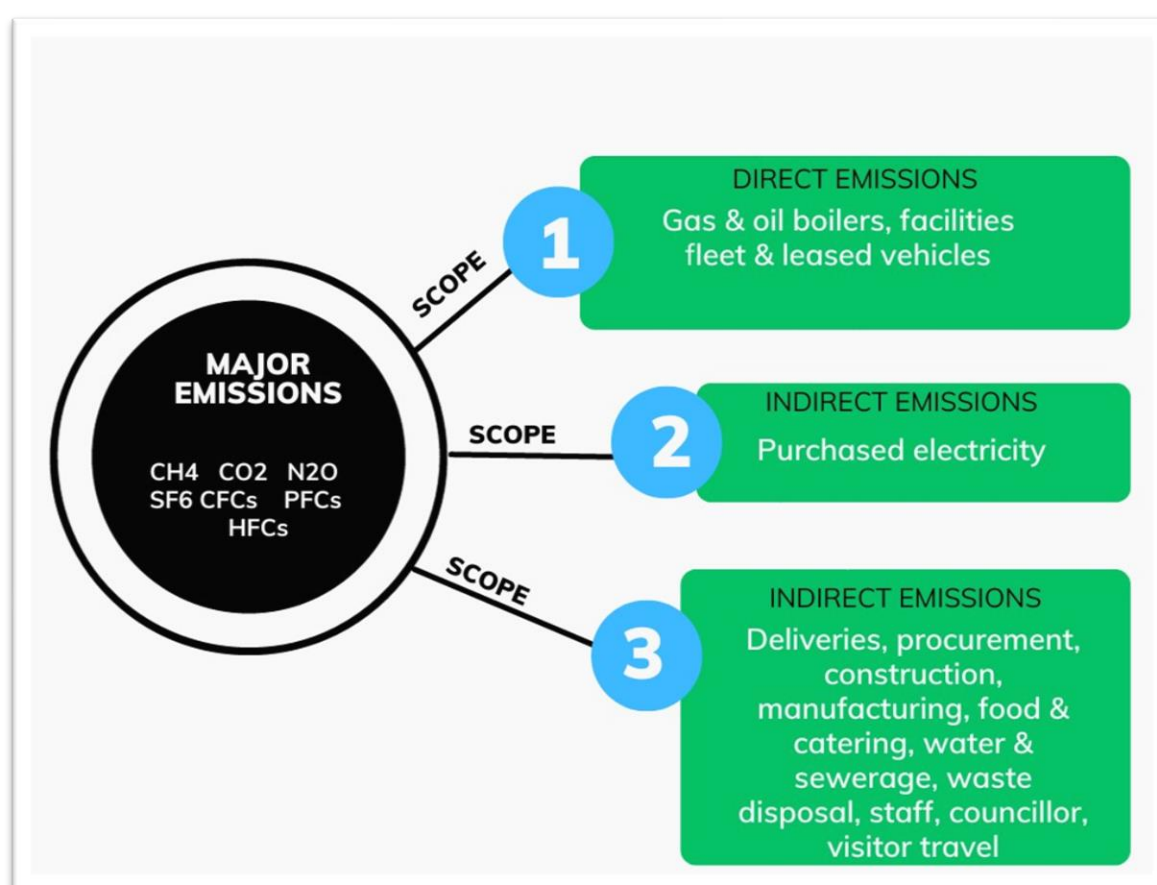 MAJOR
EMISSIONS
CH4 CO2 N2O
SF6 CFCs PFCs
HFCs
SCOPE
1
DIRECT EMISSIONS
Gas & oil boilers, facilities
fleet & leased vehicles
SCOPE
2
INDIRECT EMISSIONS
Purchased electricity
SCOPE
3
INDIRECT EMISSIONS
Deliveries, procurement,
construction,
manufacturing, food &
catering, water &
sewerage, waste
disposal, staff, councillor,
visitor travel